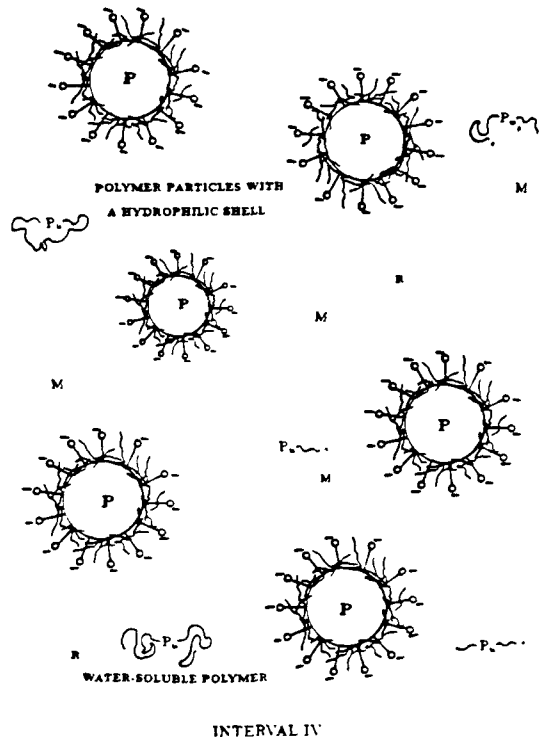 P
P
P
M
POLYMER PARTICLES WITH
A HYDROPHILIC SHELL
P
P
R
M
M
P
P
M
P
P
R
P
P
WATER-SOLUBLE POLYMER
INTERVAL IV